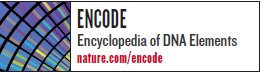 ENCODE
Encyclopedia of DNA Elements
nature.com/encode